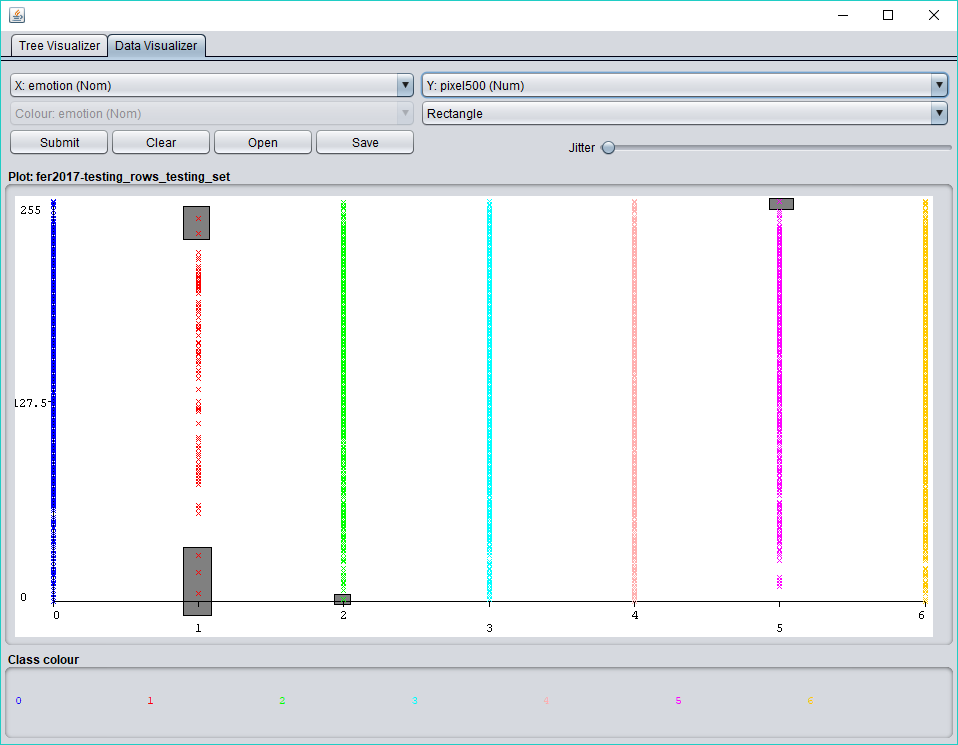 Tree Visualizer Data Visualizer
X: emotion (Nom) Y: pixel500 (Num)
Colour: emotion (Nom) Rectangle
Submit Clear Open Save
Jitter
Plot: fer2017-testing_rows_testing_set
255
127.5
0
0 2 4 6
1 3 5
Class colour
0 1 2 3 4 5 6